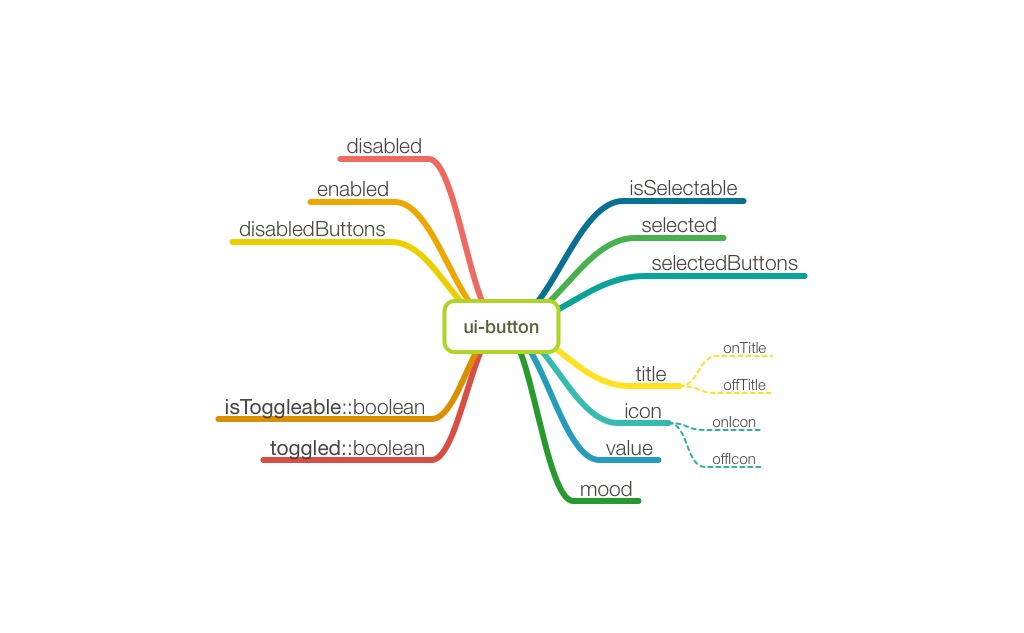 disabled
enabled
disabledButtons
isSelectable
selected
selectedButtons
ui-button
title
onTitle
offTitle
icon
onIcon
offIcon
value
mood
isToggleable::boolean
toggled::boolean